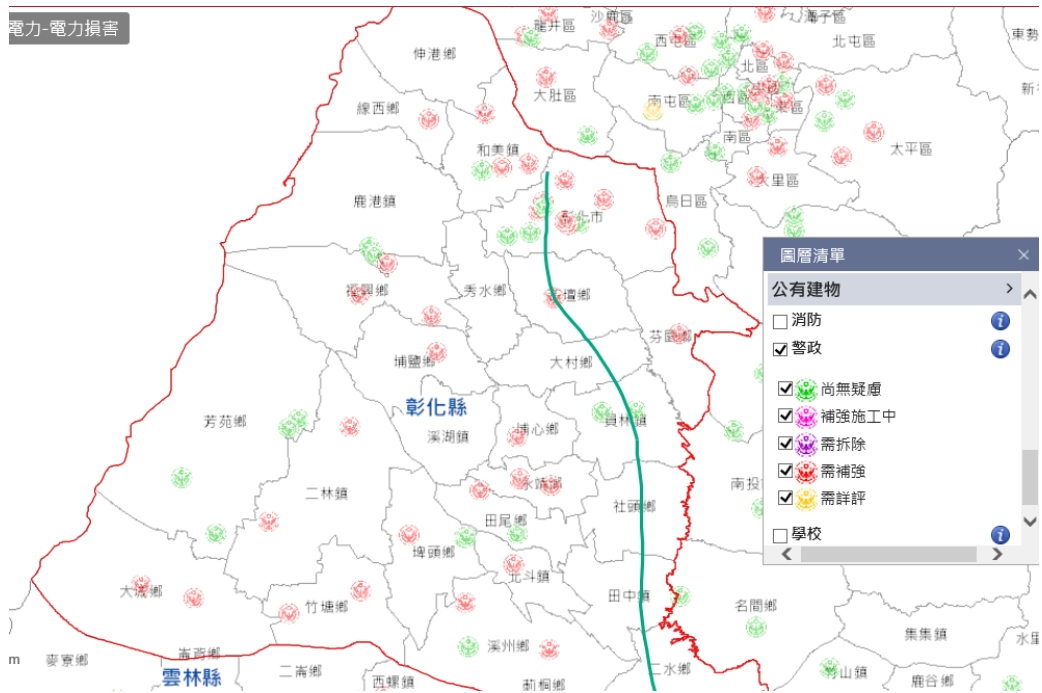 電力-電力損害
沙鹿區
龍井區
潭子區
伸港鄉
西屯區
北屯區
東勢
北區
大肚區
線西鄉
南屯區
西區
東區
南區
和美鎮
太平區
大里區
鹿港鎮
彰化市
烏日區
福興鄉
秀水鄉
花壇鄉
芬園鄉
埔鹽鄉
大村鄉
彰化縣
芳苑鄉
溪湖鎮
埔心鄉
員林鎮
南投
二林鎮
永靖鄉
社頭鄉
田尾鄉
埤頭鄉
北斗鎮
大城鄉
竹塘鄉
田中鎮
名間鄉
集集鎮
溪州鄉
m
麥寮鄉
崙背鄉
雲林縣
二崙鄉
西螺鎮
莿桐鄉
二水鄉
竹山鎮
鹿谷鄉
水里
圖層清單
公有建物
消防
警政
尚無疑慮
補強施工中
需拆除
需補強
需詳評
學校